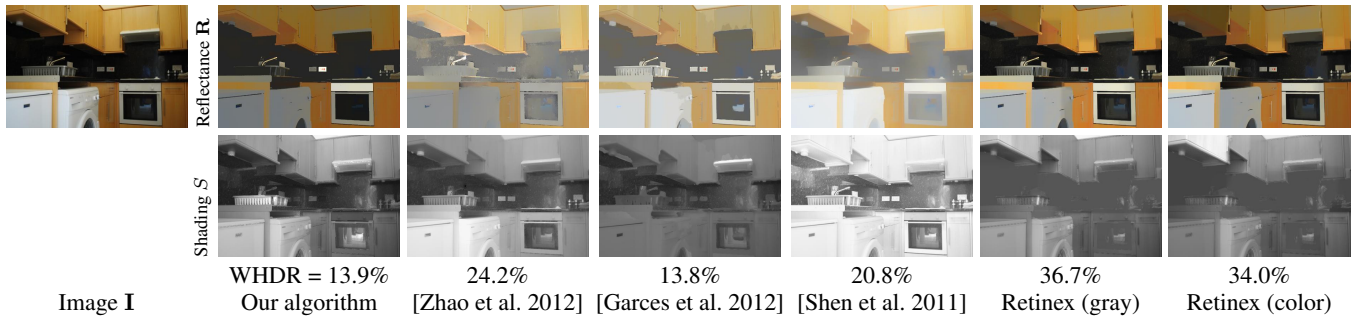 Reflectance R
Shading S
WHDR = 13.9% 24.2% 13.8% 20.8% 36.7% 34.0%
Image I Our algorithm [Zhao et al. 2012] [Garces et al. 2012] [Shen et al. 2011] Retinex (gray) Retinex (color)